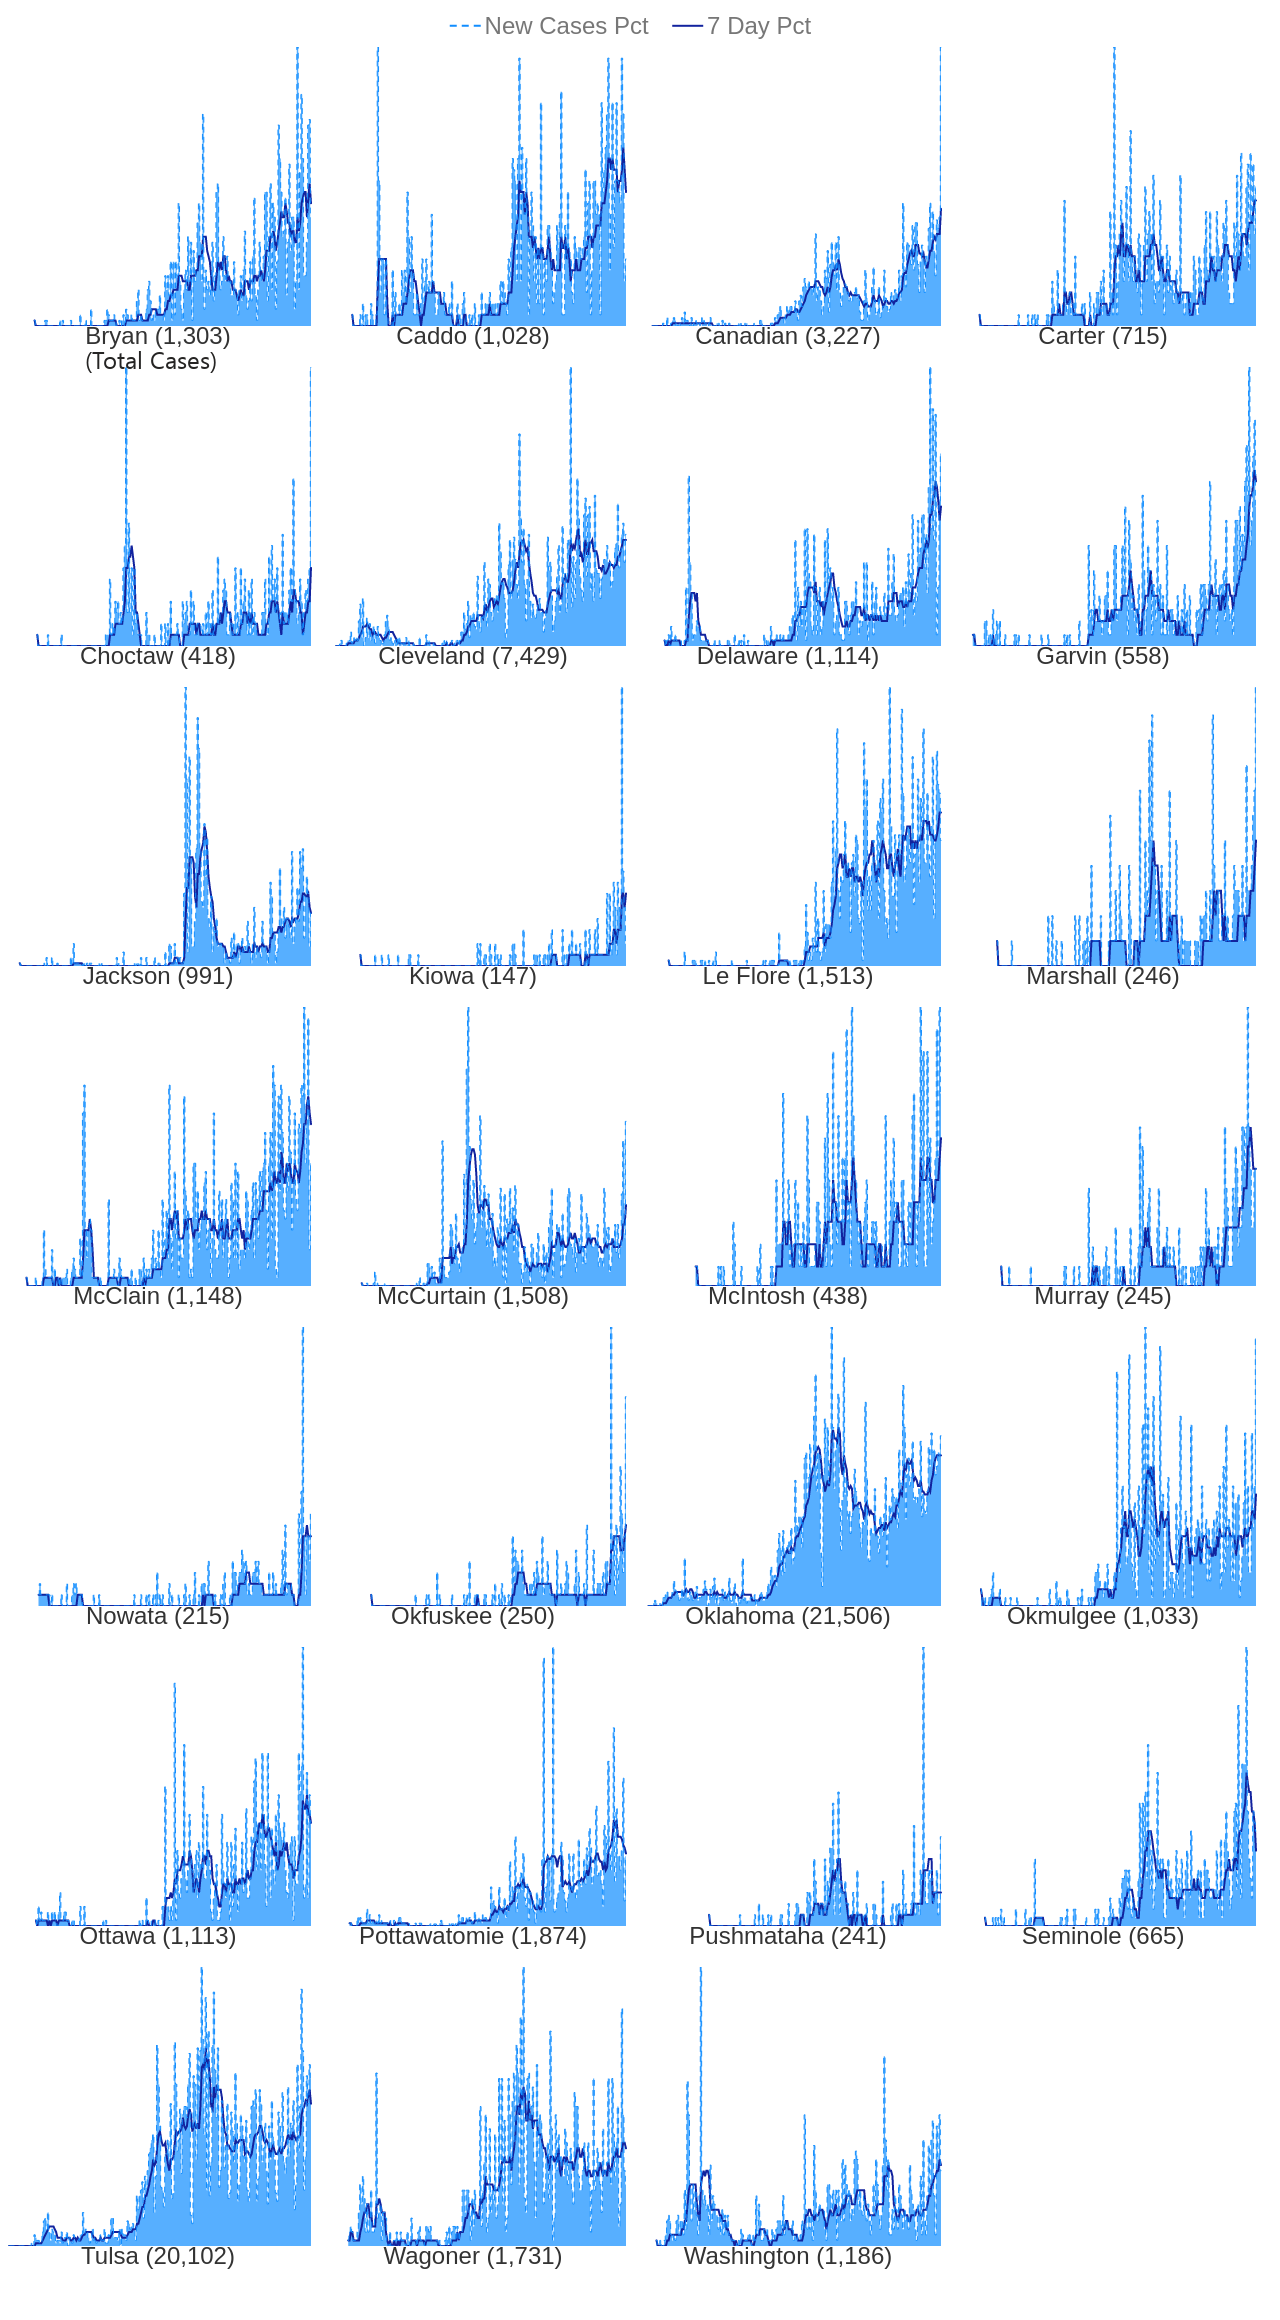 New Cases Pct 7 Day Pct
Bryan (1,303) Caddo (1,028) Canadian (3,227) Carter (715)
(Total Cases)
Choctaw (418) Cleveland (7,429) Delaware (1,114) Garvin (558)
Jackson (991) Kiowa (147) Le Flore (1,513) Marshall (246)
McClain (1,148) McCurtain (1,508) McIntosh (438) Murray (245)
Nowata (215) Okfuskee (250) Oklahoma (21,506) Okmulgee (1,033)
Ottawa (1,113) Pottawatomie (1,874) Pushmataha (241) Seminole (665)
Tulsa (20,102) Wagoner (1,731) Washington (1,186)